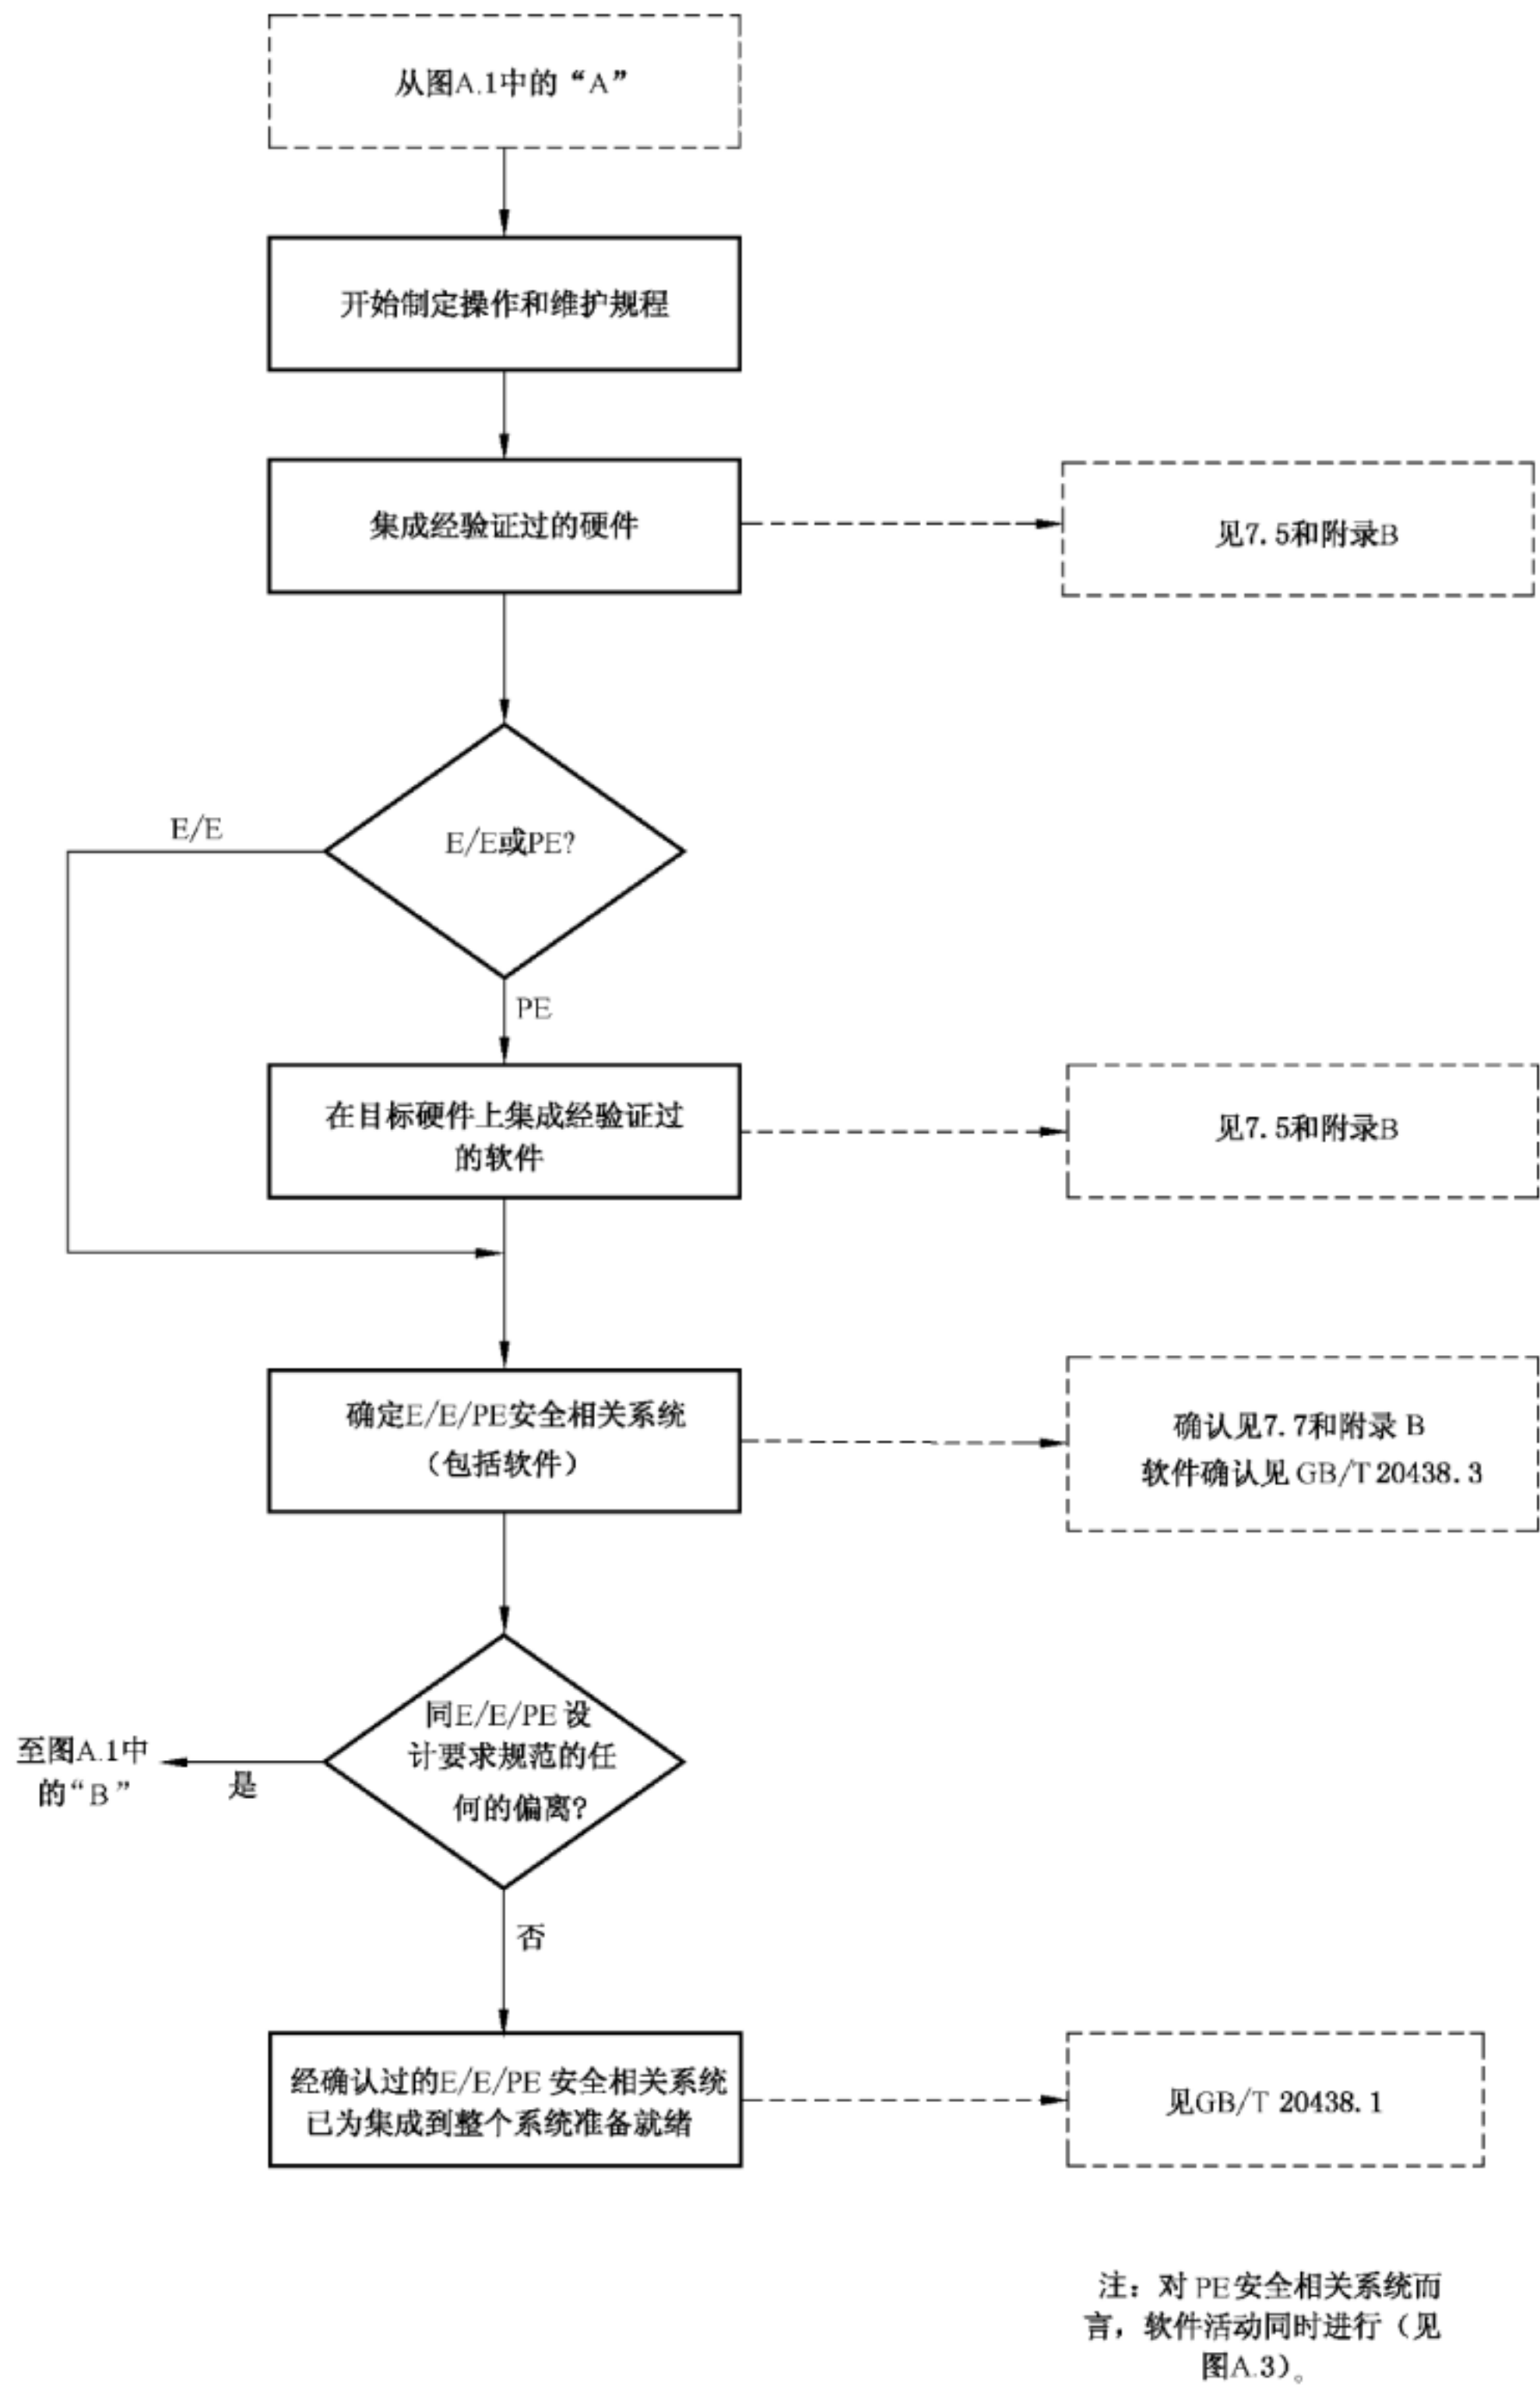 从图A.1中的“A”
开始制定操作和维护规程
集成经验证过的硬件
见7.5和附录B
E/E或PE?
E/E
PE
在目标硬件上集成经验证过
的软件
见7.5和附录B
确定E/E/PE安全相关系统
（包括软件）
确认见7.7和附录 B
软件确认见 GB/T 20438.3
同E/E/PE 设
计要求规范的任
何的偏离?
至图A.1中
的“B”
是
否
经确认过的E/E/PE 安全相关系统
已为集成到整个系统准备就绪
见GB/T 20438.1
注：对 PE安全相关系统而
言，软件活动同时进行（见
图A.3）。